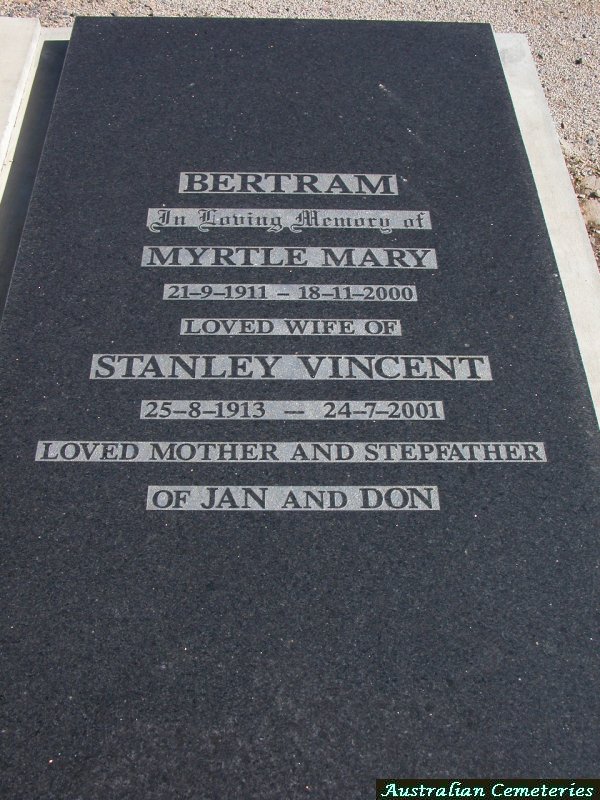 BERTRAM
In Loving Memory of
MYRTLE MARY
21-9-1911 - 18-11-2000
LOVED WIFE OF
STANLEY VINCENT
25-8-1913 — 24-7-2001
LOVED MOTHER AND STEPFATHER
OF JAN AND DON
Australian Cemeteries